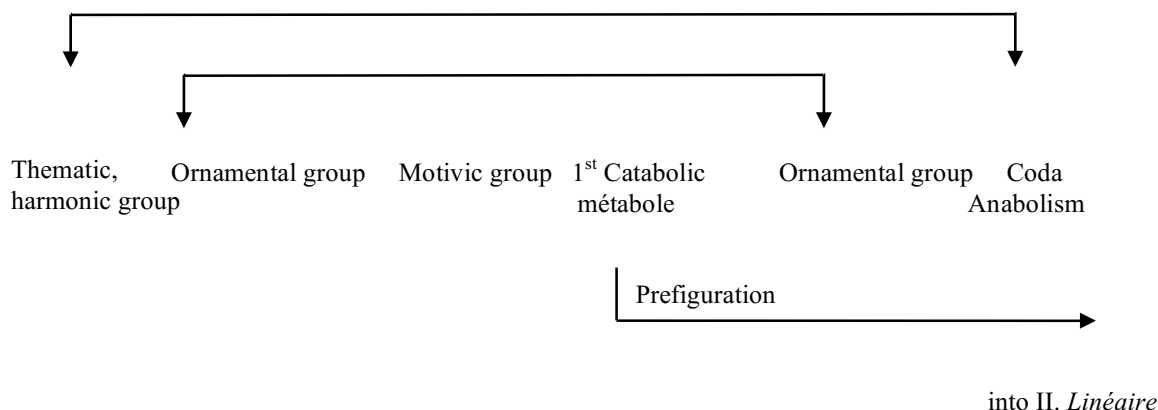 Thematic, harmonic group
Ornamental group
Motivic group
1st Catabolic métabole
Ornamental group
Coda Anabolism
Prefiguration
into II. Linéaire